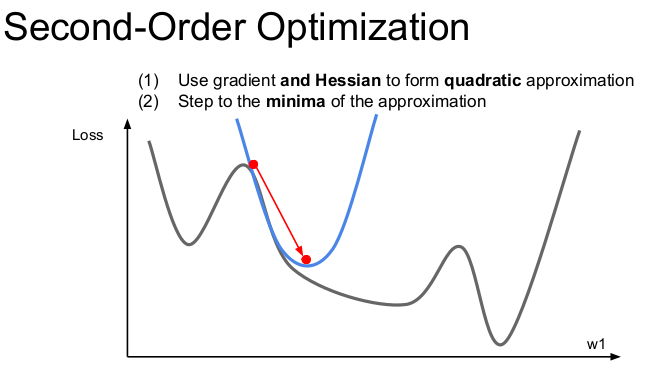 Second-Order Optimization
(1) Use gradient and Hessian to form quadratic approximation
(2) Step to the minima of the approximation
Loss
w1